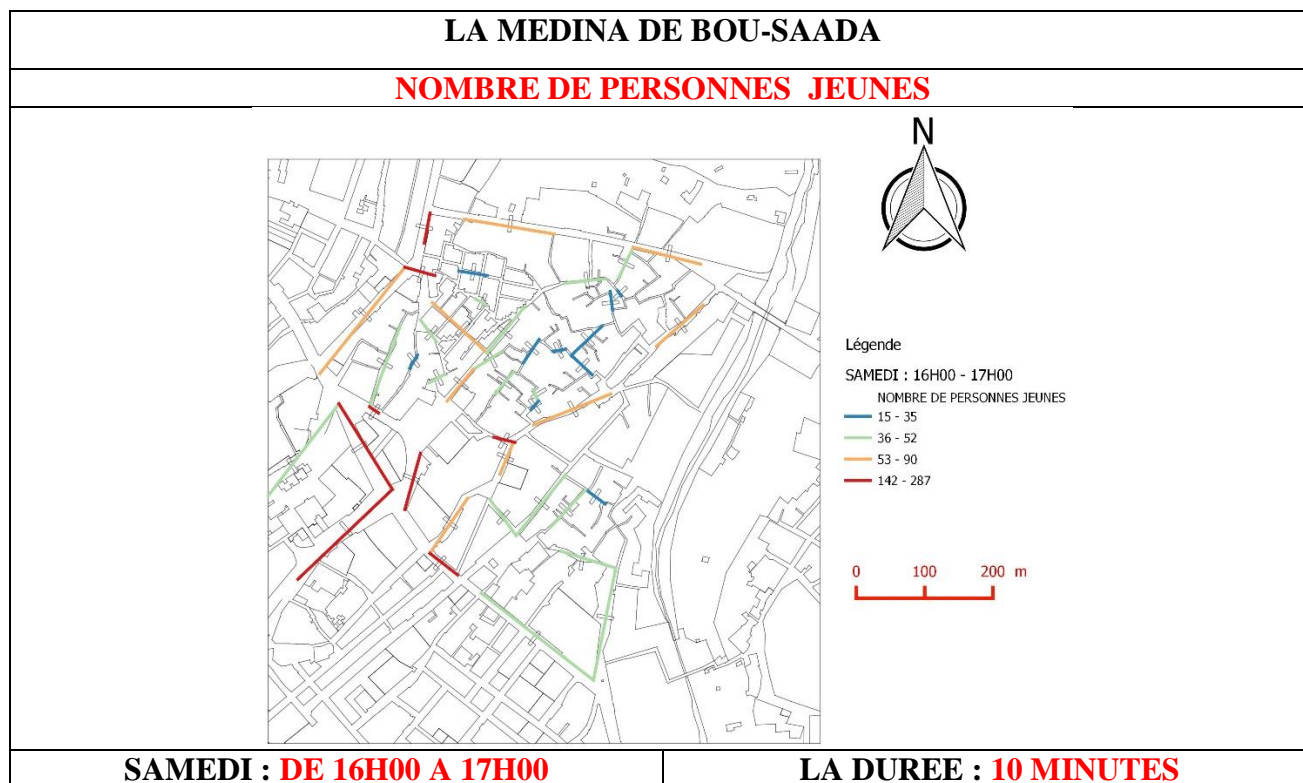 LA MEDINA DE BOU-SAADA
NOMBRE DE PERSONNES JEUNES
N
Légende
SAMEDI : 16H00 - 17H00
NOMBRE DE PERSONNES JEUNES
15 - 35
36 - 52
53 - 90
142 - 287
0 100 200 m
SAMEDI : DE 16H00 A 17H00
LA DUREE : 10 MINUTES